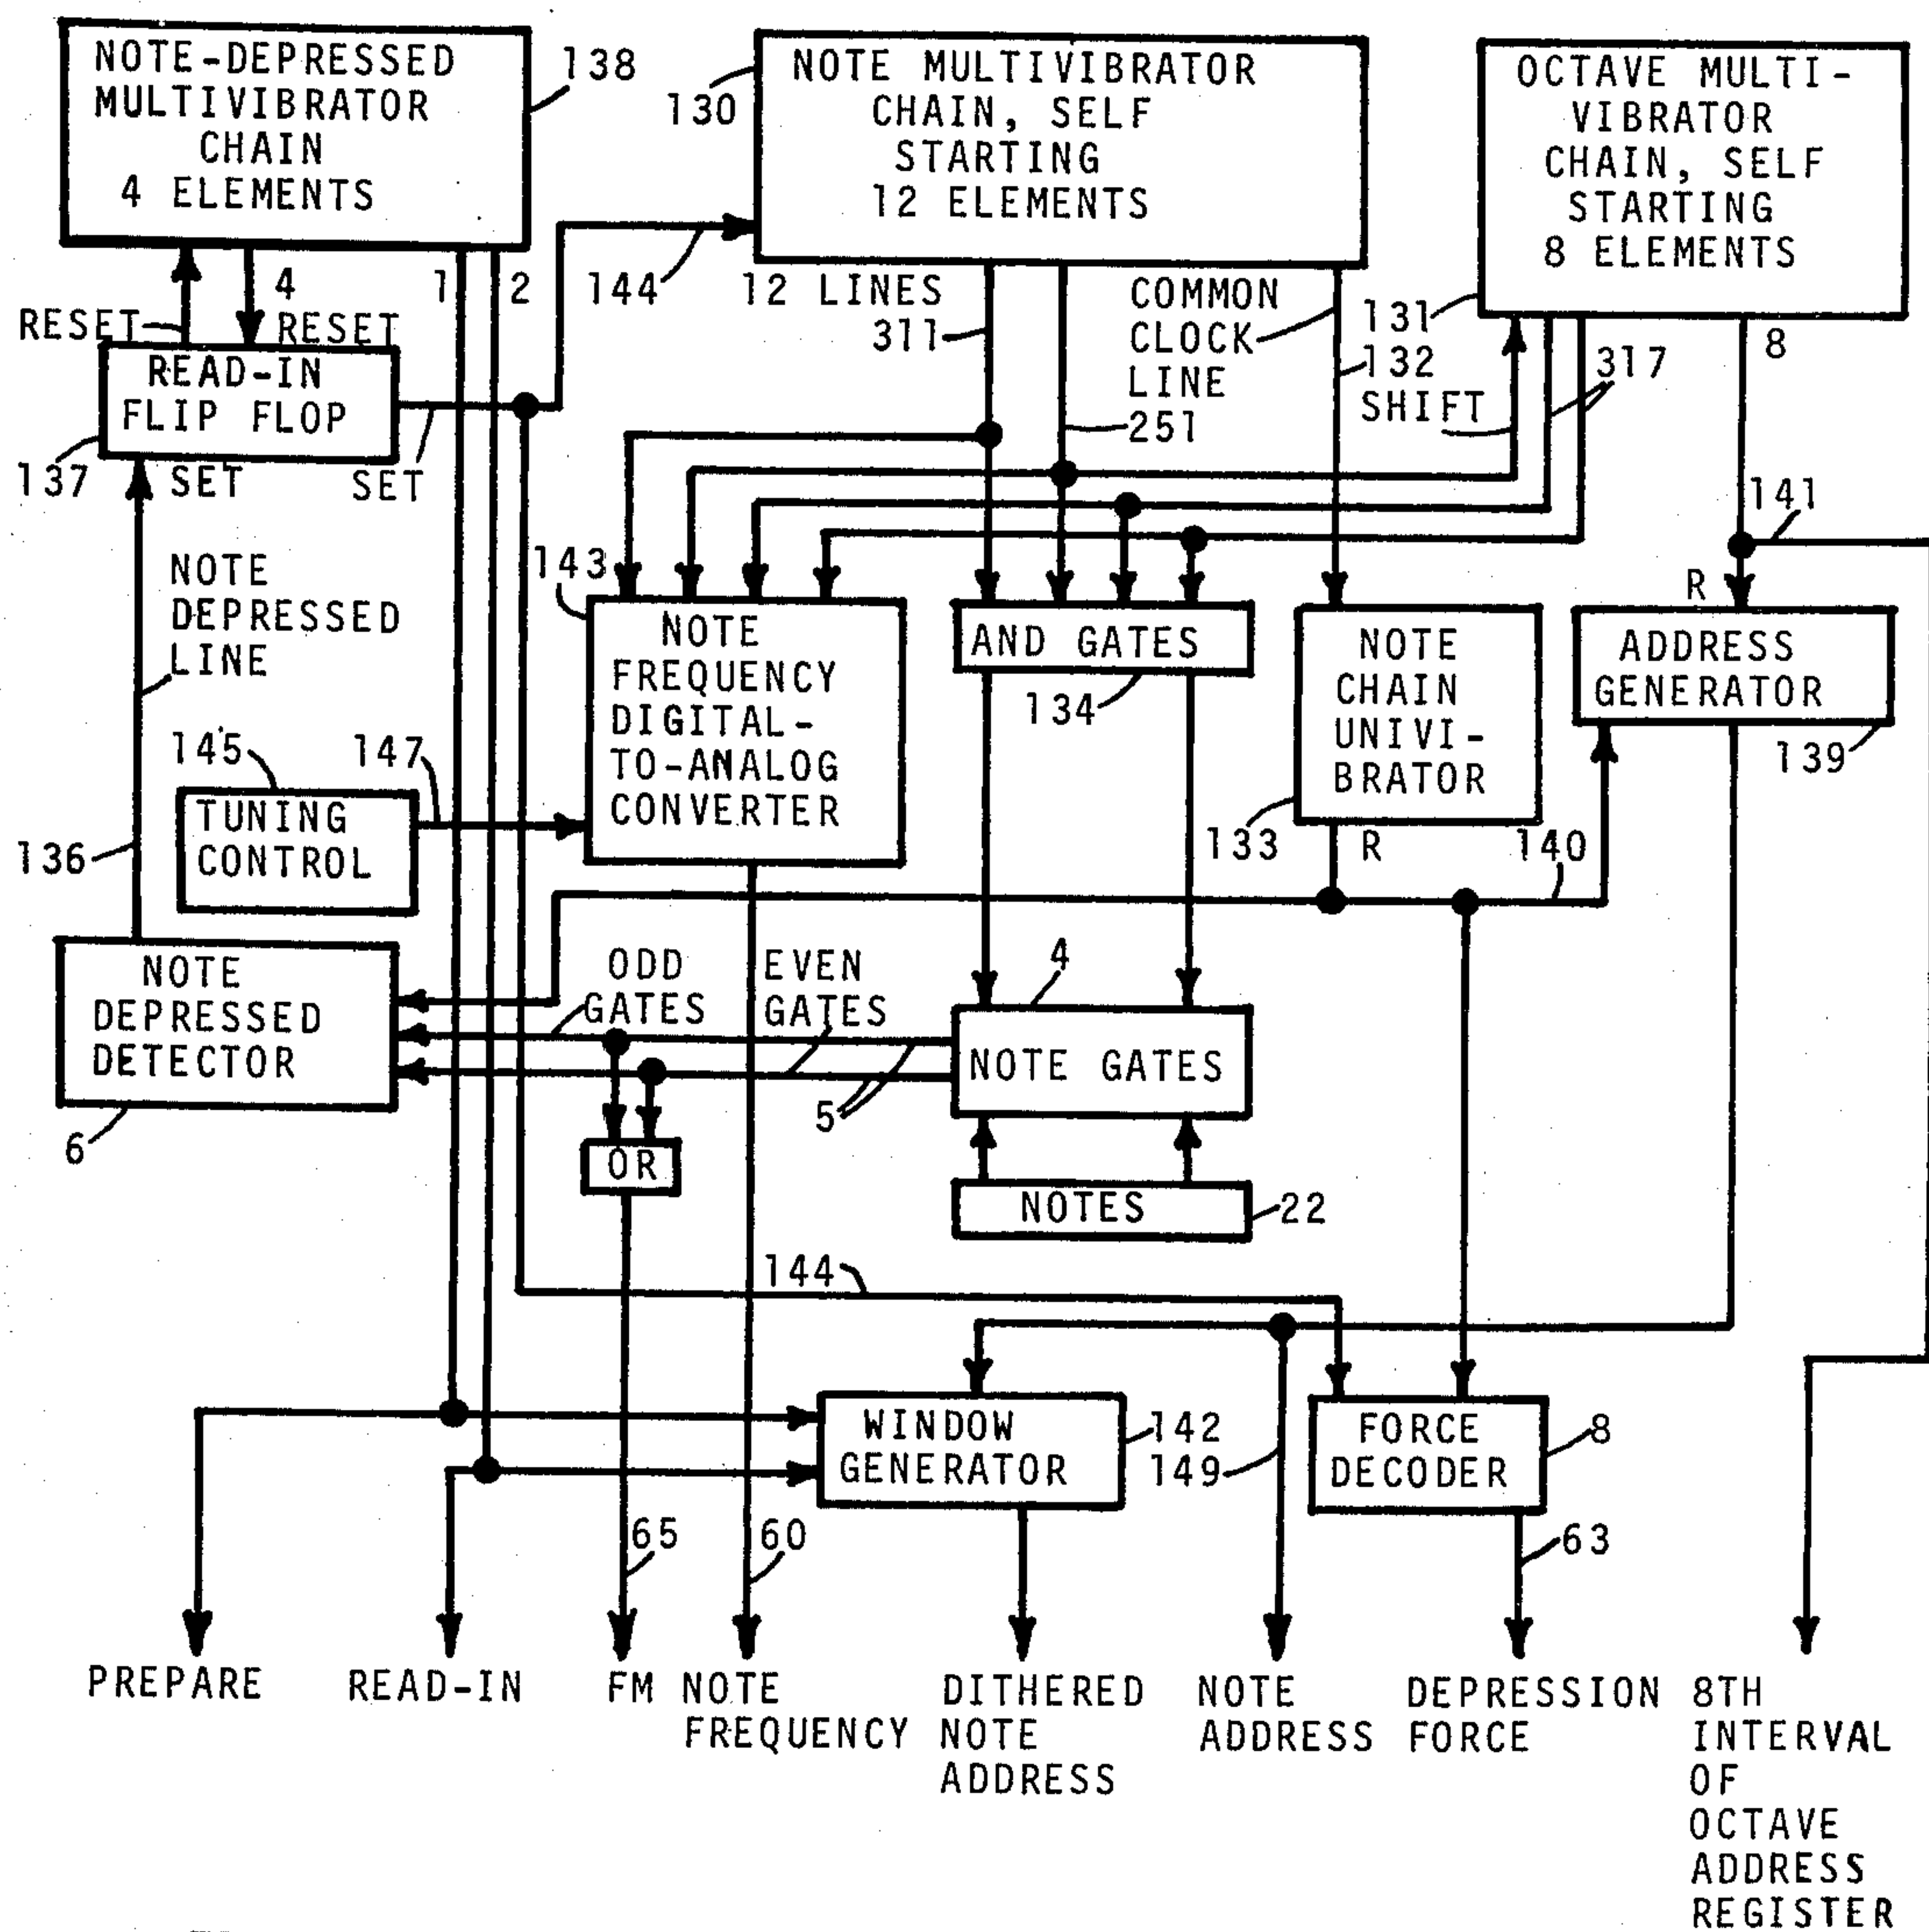 NOTE-DEPRESSED
MULTIVIBRATOR
CHAIN
4 ELEMENTS
138
130
NOTE MULTIVIBRATOR
CHAIN, SELF
STARTING
12 ELEMENTS
OCTAVE MULTI-
VIBRATOR
CHAIN, SELF
STARTING
8 ELEMENTS
RESET
4
RESET
1
2
144
12 LINES
311
COMMON
CLOCK
LINE
251
131
132
SHIFT
317
8
READ-IN
FLIP FLOP
137
SET
SET
141
NOTE
DEPRESSED
LINE
143
NOTE
FREQUENCY
DIGITAL-
TO-ANALOG
CONVERTER
AND GATES
134
NOTE
CHAIN
UNIVI-
BRATOR
133
R
R
ADDRESS
GENERATOR
139
140
145
147
TUNING
CONTROL
136
NOTE
DEPRESSED
DETECTOR
6
ODD
GATES
EVEN
GATES
4
NOTE GATES
5
OR
NOTES
22
144
WINDOW
GENERATOR
142
149
FORCE
DECODER
8
65
60
63
PREPARE
READ-IN
FM
NOTE
FREQUENCY
DITHERED
NOTE
ADDRESS
NOTE
ADDRESS
DEPRESSION
FORCE
8TH
INTERVAL
OF
OCTAVE
ADDRESS
REGISTER